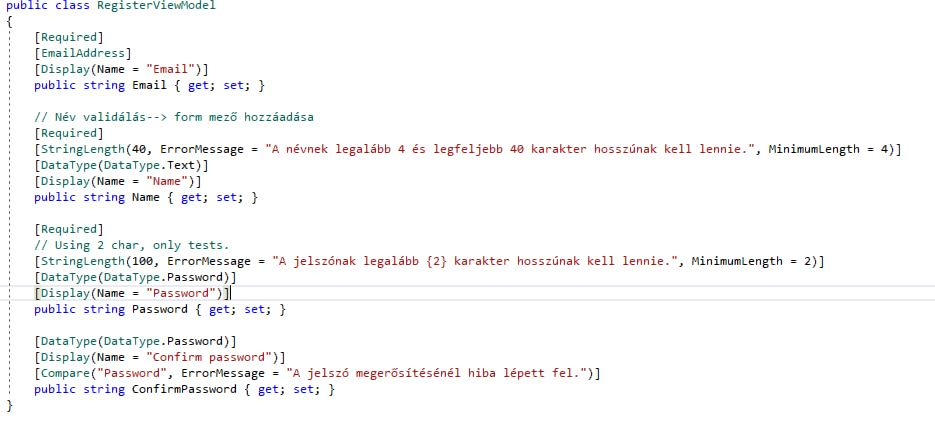 public class RegisterViewModel
{
[Required]
[EmailAddress]
[Display(Name = "Email")]
public string Email { get; set; }
// Név validálás--> form mező hozzáadása
[Required]
[StringLength(40, ErrorMessage = "A névnek legalább 4 és legfeljebb 40 karakter hosszúnak kell lennie.", MinimumLength = 4)]
[DataType(DataType.Text)]
[Display(Name = "Name")]
public string Name { get; set; }
[Required]
// Using 2 char, only tests.
[StringLength(100, ErrorMessage = "A jelszónak legalább {2} karakter hosszúnak kell lennie.", MinimumLength = 2)]
[DataType(DataType.Password)]
[Display(Name = "Password")]
public string Password { get; set; }
[DataType(DataType.Password)]
[Display(Name = "Confirm password")]
[Compare("Password", ErrorMessage = "A jelszó megerősítésénél hiba lépett fel.")]
public string ConfirmPassword { get; set; }
}